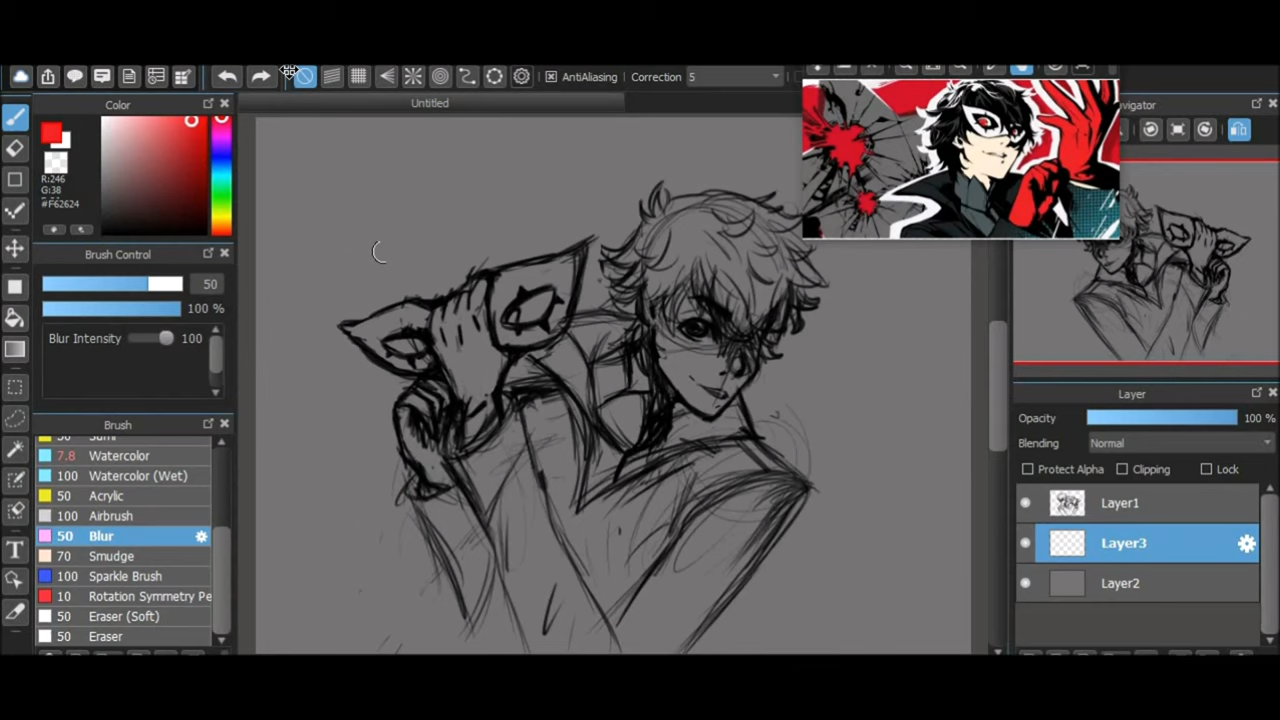 AntiAliasing Correction 5
Color
Untitled
R:246
G:38
#F62624
Brush Control
50
100 %
Blur Intensity 100
Brush
7.8 Watercolor
100 Watercolor (Wet)
50 Acrylic
100 Airbrush
50 Blur
70 Smudge
100 Sparkle Brush
10 Rotation Symmetry Pe
50 Eraser (Soft)
50 Eraser
T
avigator
Layer
Opacity 100 %
Blending Normal
Protect Alpha Clipping Lock
Layer1
Layer3
Layer2